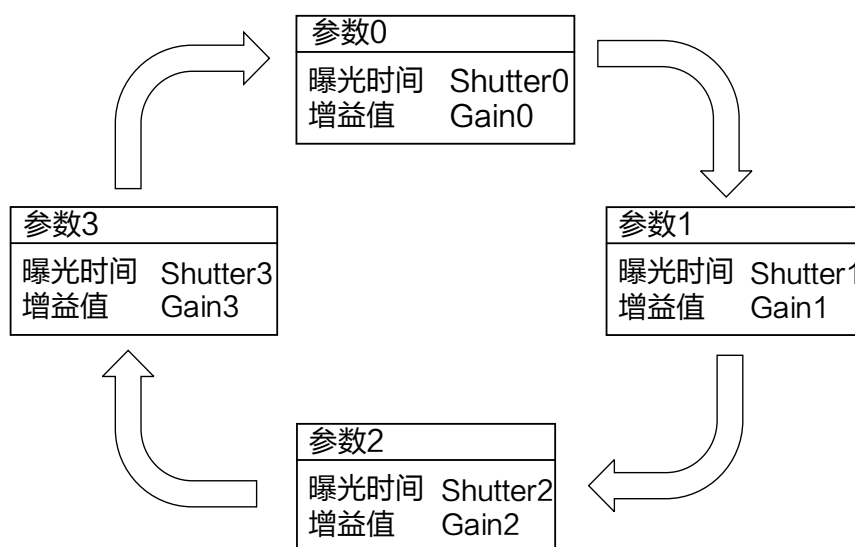 参数0
曝光时间 Shutter0
增益值 Gain0
参数3
曝光时间 Shutter3
增益值 Gain3
参数1
曝光时间 Shutter1
增益值 Gain1
参数2
曝光时间 Shutter2
增益值 Gain2